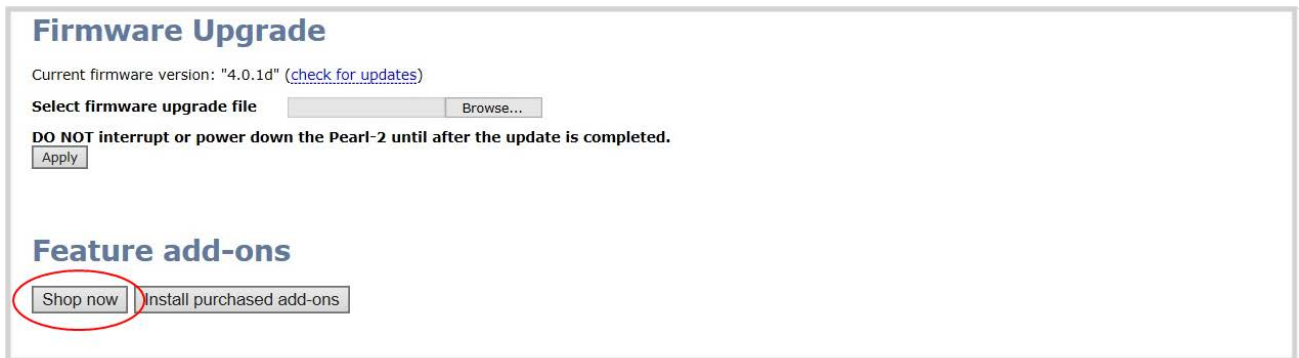 Firmware Upgrade
Current firmware version: "4.0.1d" (check for updates)
Select firmware upgrade file Browse...
DO NOT interrupt or power down the Pearl-2 until after the update is completed.
Apply
Feature add-ons
Shop now Install purchased add-ons